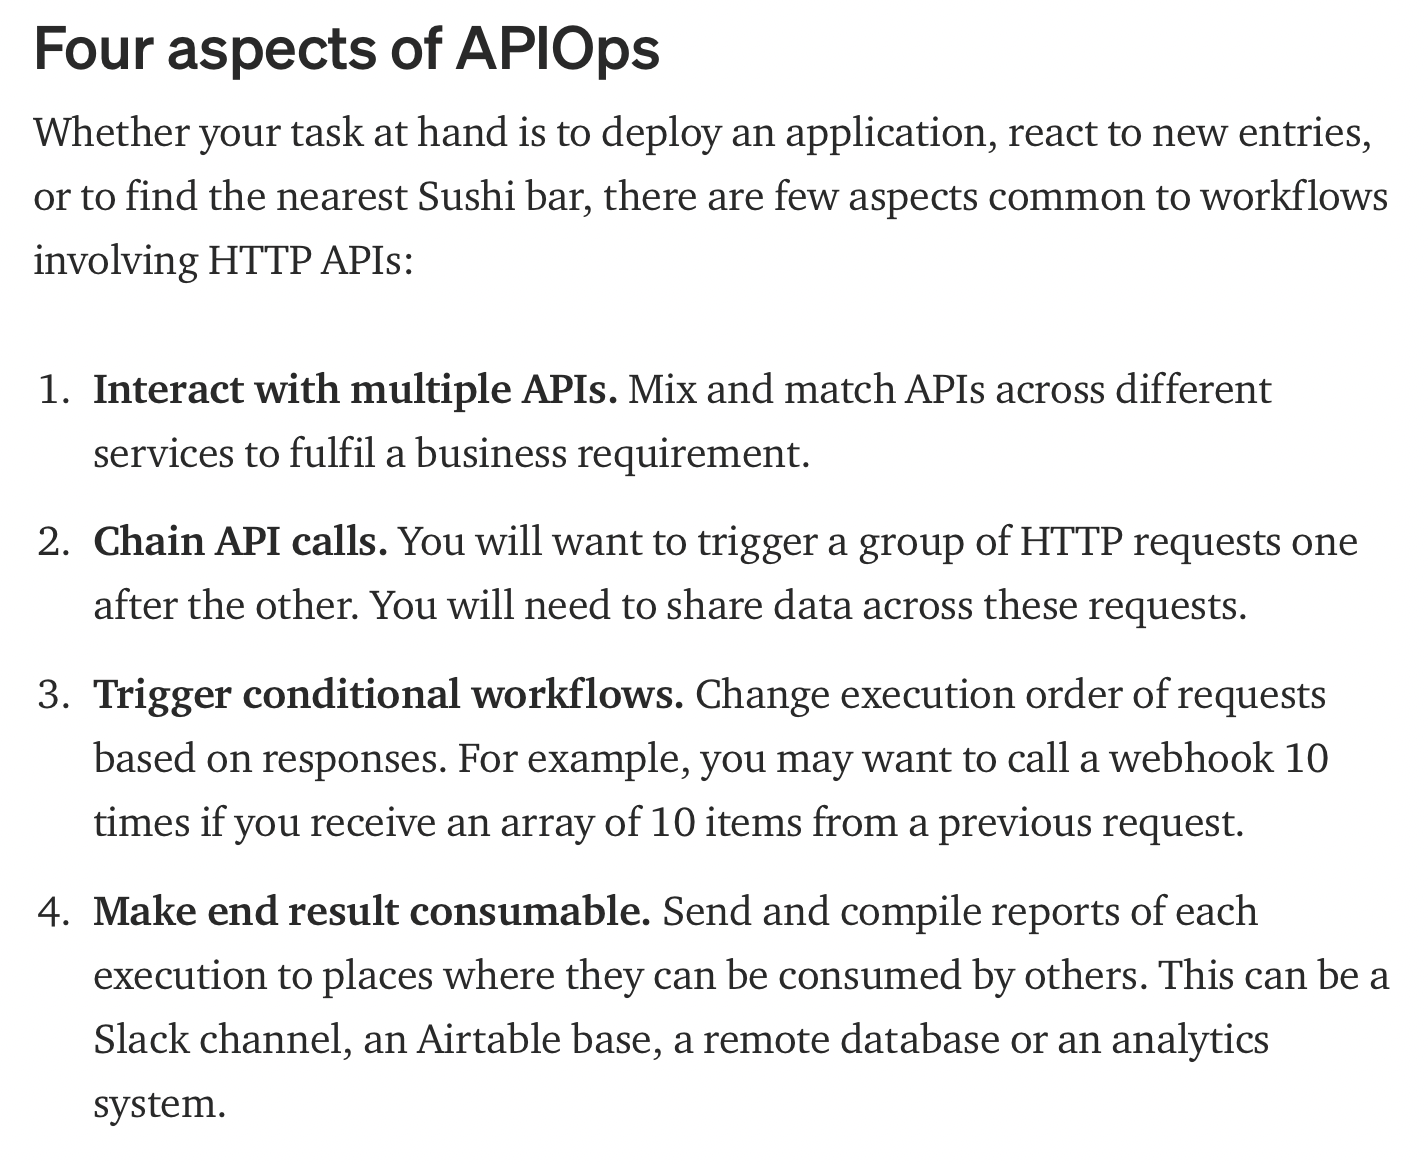 Four aspects of APIOps
Whether your task at hand is to deploy an application, react to new entries,
or to find the nearest Sushi bar, there are few aspects common to workflows
involving HTTP APIs:
1. Interact with multiple APIs. Mix and match APIs across different
services to fulfil a business requirement.
2. Chain API calls. You will want to trigger a group of HTTP requests one
after the other. You will need to share data across these requests.
3. Trigger conditional workflows. Change execution order of requests
based on responses. For example, you may want to call a webhook 10
times if you receive an array of 10 items from a previous request.
4. Make end result consumable. Send and compile reports of each
execution to places where they can be consumed by others. This can be a
Slack channel, an Airtable base, a remote database or an analytics
system.